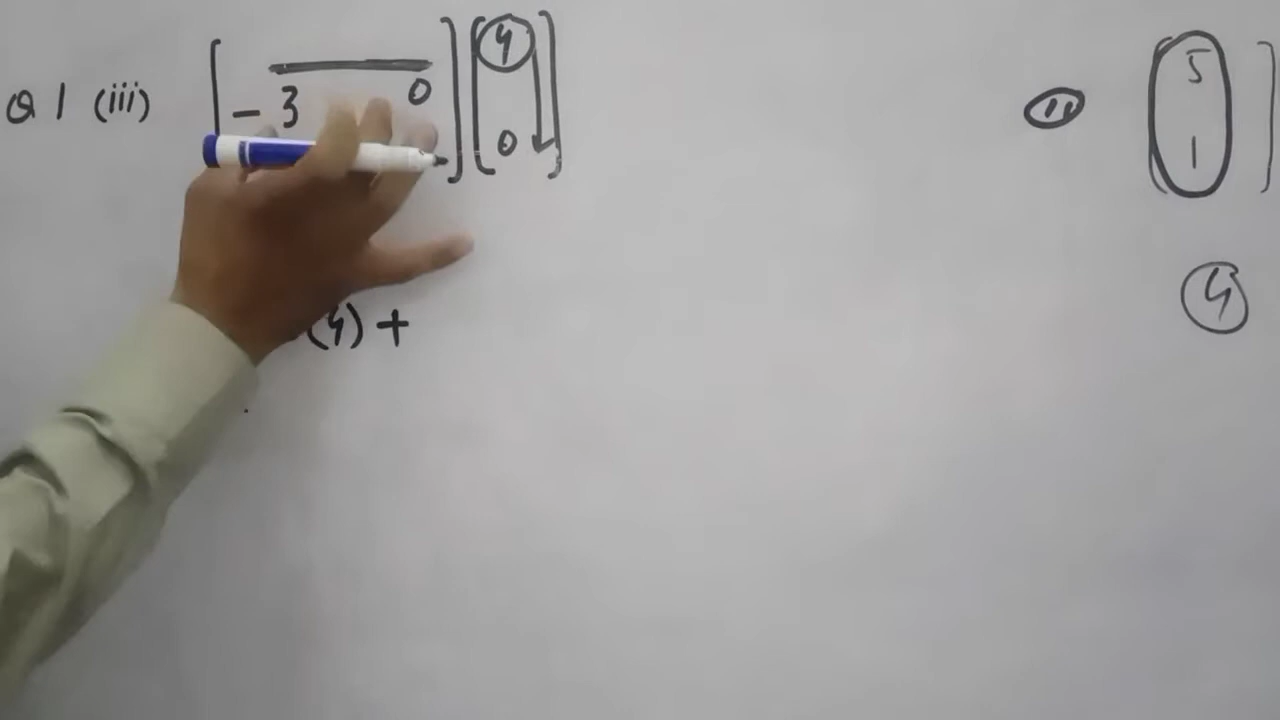 Q 1 (iii) [ - 3 0 ] [ 4
0 ]
(4) +
(ii) [ 5
1 ]
4